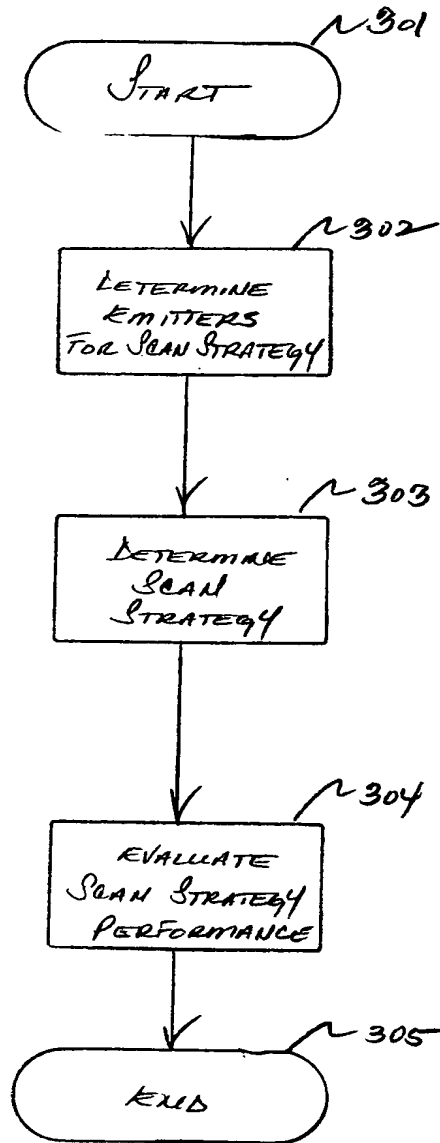 301
START
302
DETERMINE
EMITTERS
FOR SCAN STRATEGY
303
DETERMINE
SCAN
STRATEGY
304
EVALUATE
SCAN STRATEGY
PERFORMANCE
305
END